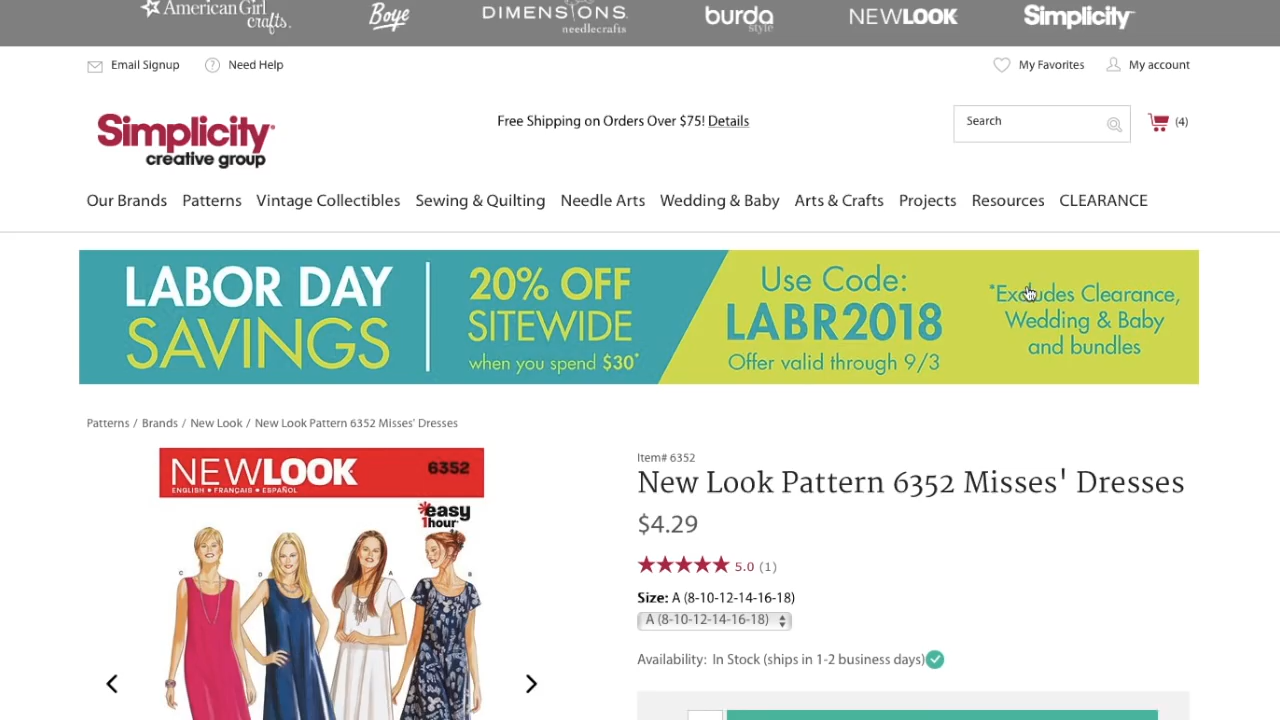 AmericanGirl crafts
Boye
DIMENSIONS needlecrafts
burda style
NEWLOOK
Simplicity
Email Signup
Need Help
My Favorites
My account
Simplicity
creative group
Free Shipping on Orders Over $75! Details
Search
(4)
Our Brands Patterns Vintage Collectibles Sewing & Quilting Needle Arts Wedding & Baby Arts & Crafts Projects Resources CLEARANCE
LABOR DAY
SAVINGS
20% OFF
SITEWIDE
when you spend $30*
Use Code:
LABR2018
Offer valid through 9/3
*Excludes Clearance,
Wedding & Baby
and bundles
Patterns / Brands / New Look / New Look Pattern 6352 Misses' Dresses
NEWLOOK 6352
ENGLISH • FRANÇAIS • ESPAÑOL
easy
1 hour
C
D
A
B
Item# 6352
New Look Pattern 6352 Misses' Dresses
$4.29
5.0 (1)
Size: A (8-10-12-14-16-18)
A (8-10-12-14-16-18)
Availability: In Stock (ships in 1-2 business days)